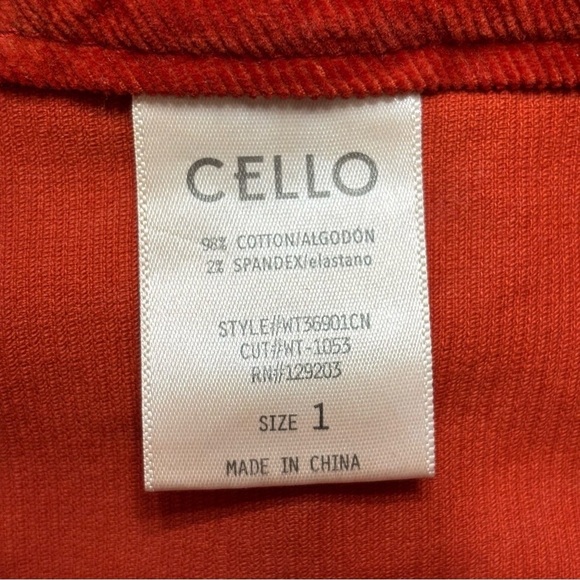 CELLO
98% COTTON/ALGODÓN
2% SPANDEX/elastano
STYLE#WT36901CN
CUT#WT-1053
RN#129203
SIZE 1
MADE IN CHINA